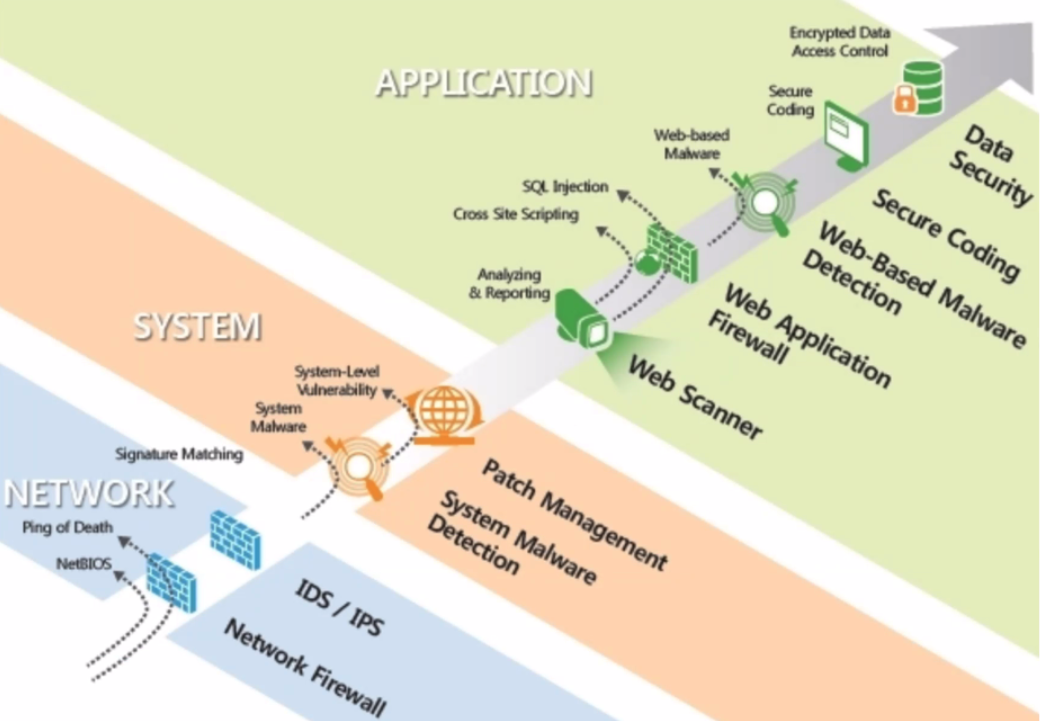 Encrypted Data
Access Control
APPLICATION
Secure
Coding
Web-based
Malware
Data
Security
SQL Injection
Cross Site Scripting
Secure Coding
Web-Based Malware
Detection
Analyzing
& Reporting
Web Application
Firewall
SYSTEM
Web Scanner
System-Level
Vulnerability
System
Malware
Signature Matching
Patch Management
System Malware
Detection
NETWORK
Ping of Death
NetBIOS
IDS / IPS
Network Firewall